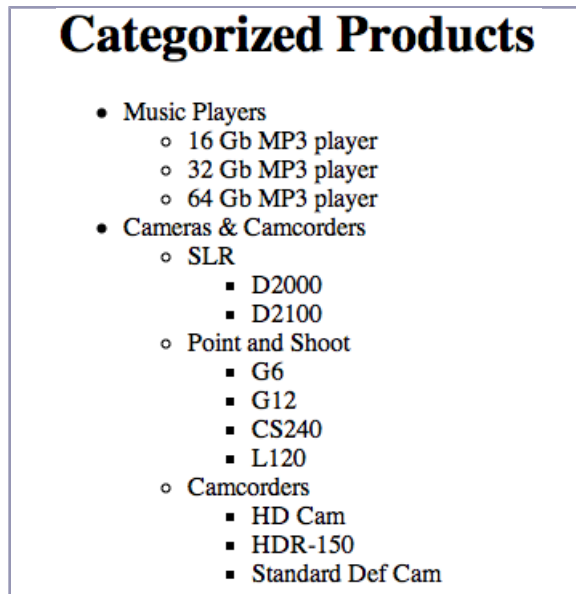 Categorized Products
Music Players
16 Gb MP3 player
32 Gb MP3 player
64 Gb MP3 player
Cameras & Camcorders
SLR
D2000
D2100
Point and Shoot
G6
G12
CS240
L120
Camcorders
HD Cam
HDR-150
Standard Def Cam